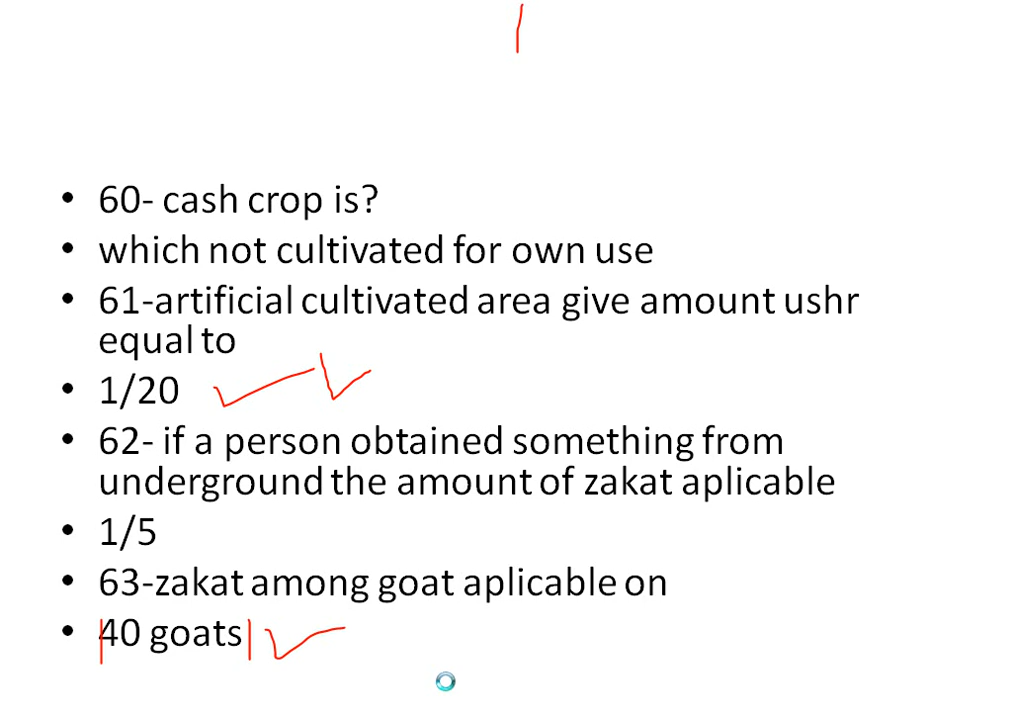 • 60- cash crop is?
• which not cultivated for own use
• 61-artificial cultivated area give amount ushr
equal to
• 1/20
• 62- if a person obtained something from
underground the amount of zakat aplicable
• 1/5
• 63-zakat among goat aplicable on
• 40 goats